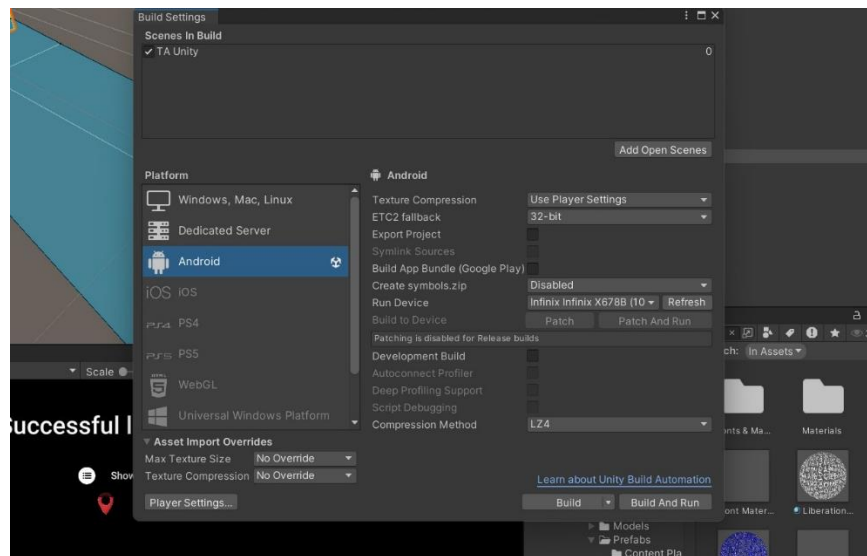 Build Settings
Scenes In Build
TA Unity 0
Add Open Scenes
Platform
Windows, Mac, Linux
Dedicated Server
Android
iOS iOS
PS4 PS4
PS5 PS5
WebGL
Universal Windows Platform
Android
Texture Compression Use Player Settings
ETC2 fallback 32-bit
Export Project
Symlink Sources
Build App Bundle (Google Play)
Create symbols.zip Disabled
Run Device Infinix Infinix X678B (10 Refresh
Build to Device Patch Patch And Run
Patching is disabled for Release builds
Development Build
Autoconnect Profiler
Deep Profiling Support
Script Debugging
Compression Method LZ4
Asset Import Overrides
Max Texture Size No Override
Texture Compression No Override
Learn about Unity Build Automation
Player Settings...
Build Build And Run
Scale
Successful l
Show
ch: In Assets
nts & Ma...
Materials
ont Mater...
Liberation...
Models
Prefabs
Content Pla